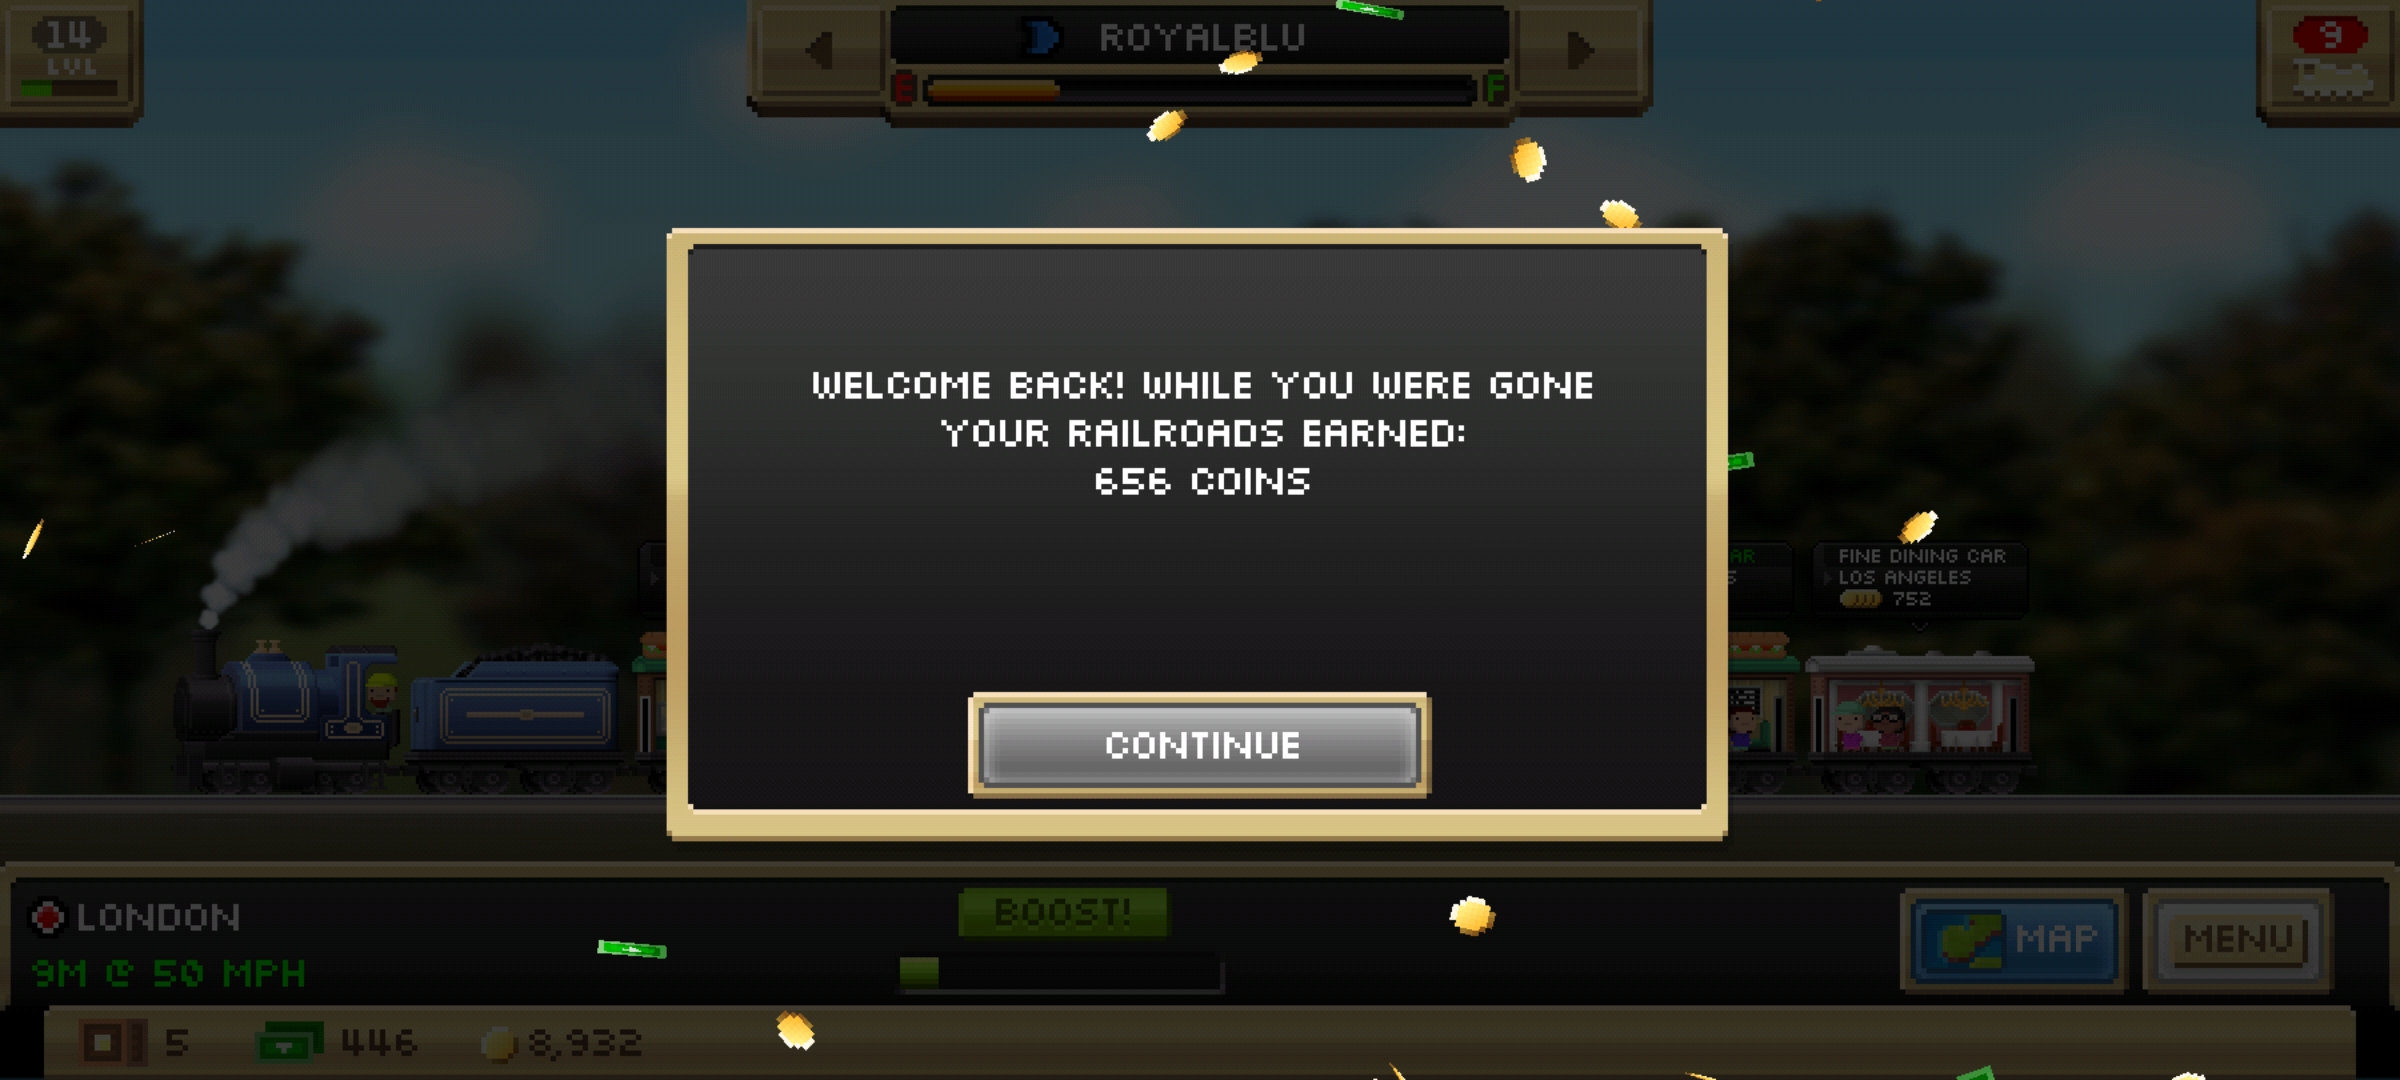 14
LVL
ROYALBLU
E
F
9
WELCOME BACK! WHILE YOU WERE GONE
YOUR RAILROADS EARNED:
656 COINS
CONTINUE
FINE DINING CAR
LOS ANGELES
752
LONDON
9M @ 50 MPH
BOOST!
MAP
MENU
5
446
8,932